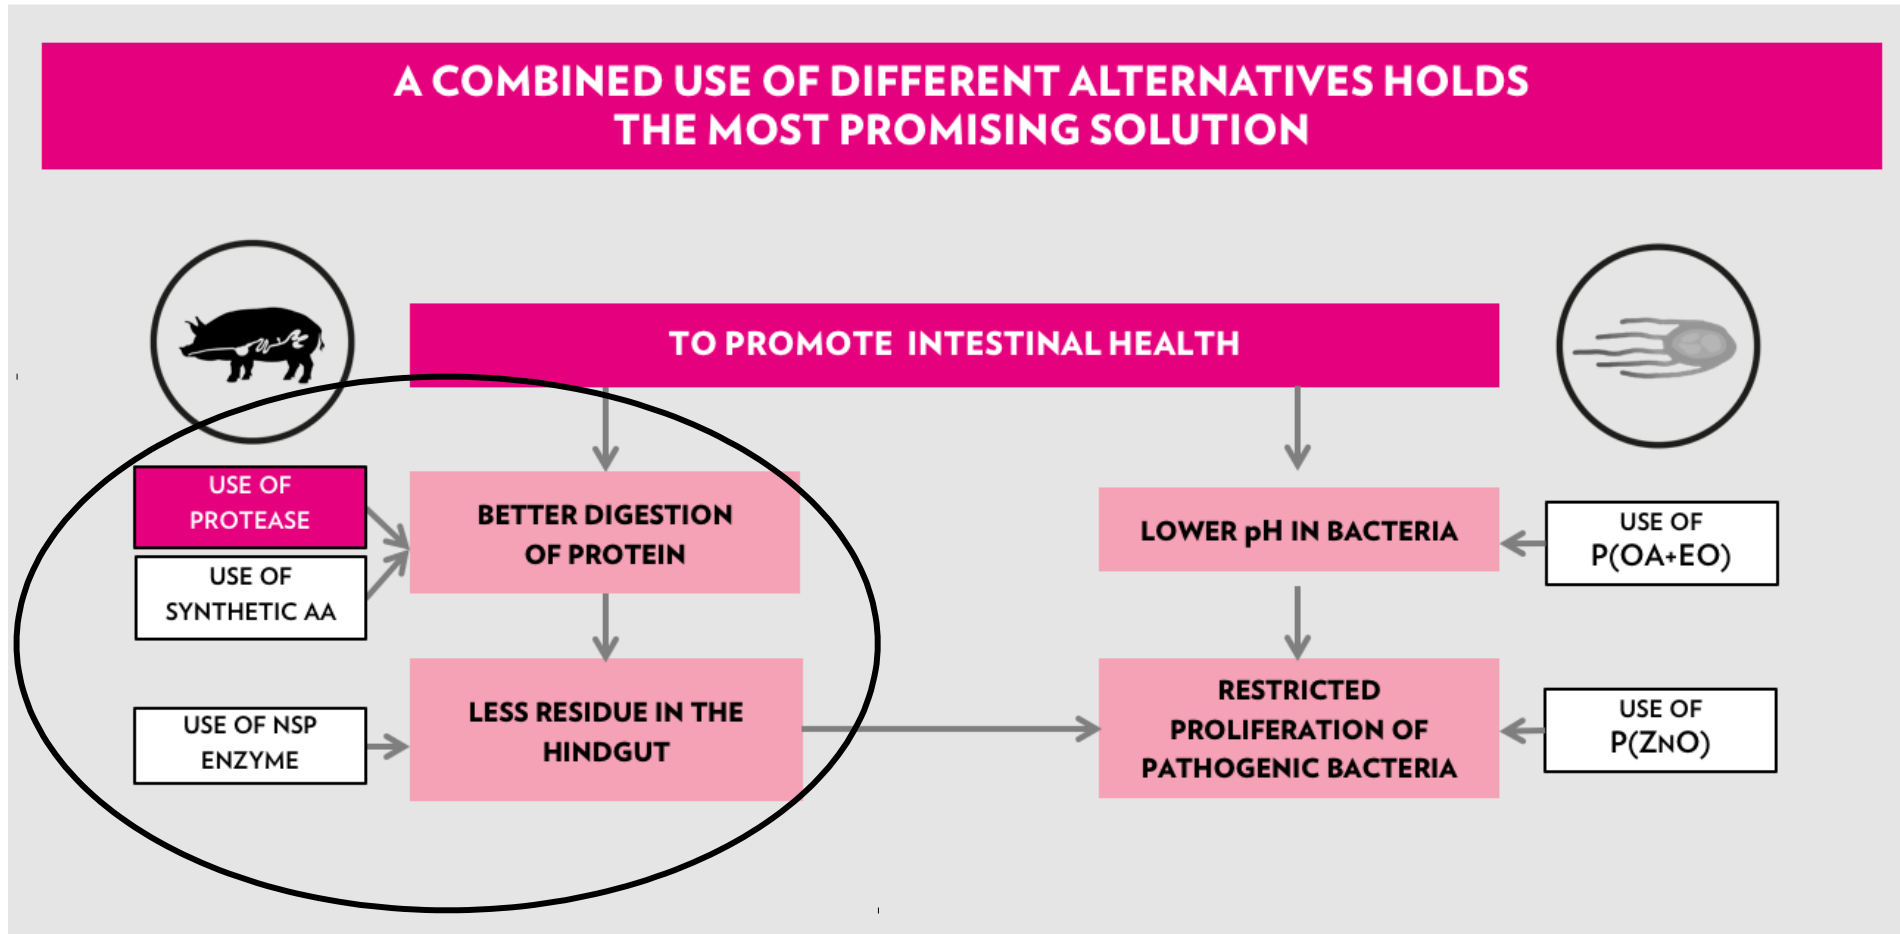 A COMBINED USE OF DIFFERENT ALTERNATIVES HOLDS
THE MOST PROMISING SOLUTION
TO PROMOTE INTESTINAL HEALTH
USE OF
PROTEASE
USE OF
SYNTHETIC AA
BETTER DIGESTION
OF PROTEIN
LOWER pH IN BACTERIA
USE OF
P(OA+EO)
USE OF NSP
ENZYME
LESS RESIDUE IN THE
HINDGUT
RESTRICTED
PROLIFERATION OF
PATHOGENIC BACTERIA
USE OF
P(ZNO)